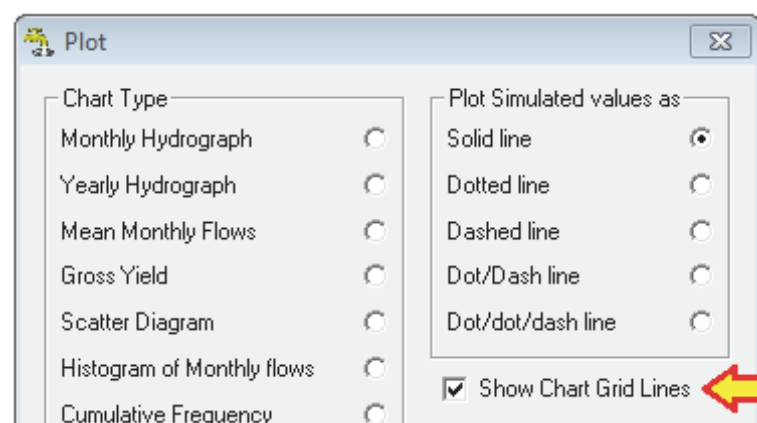 Plot
Chart Type
Monthly Hydrograph
Yearly Hydrograph
Mean Monthly Flows
Gross Yield
Scatter Diagram
Histogram of Monthly flows
Cumulative Frequency
Plot Simulated values as
Solid line
Dotted line
Dashed line
Dot/Dash line
Dot/dot/dash line
Show Chart Grid Lines